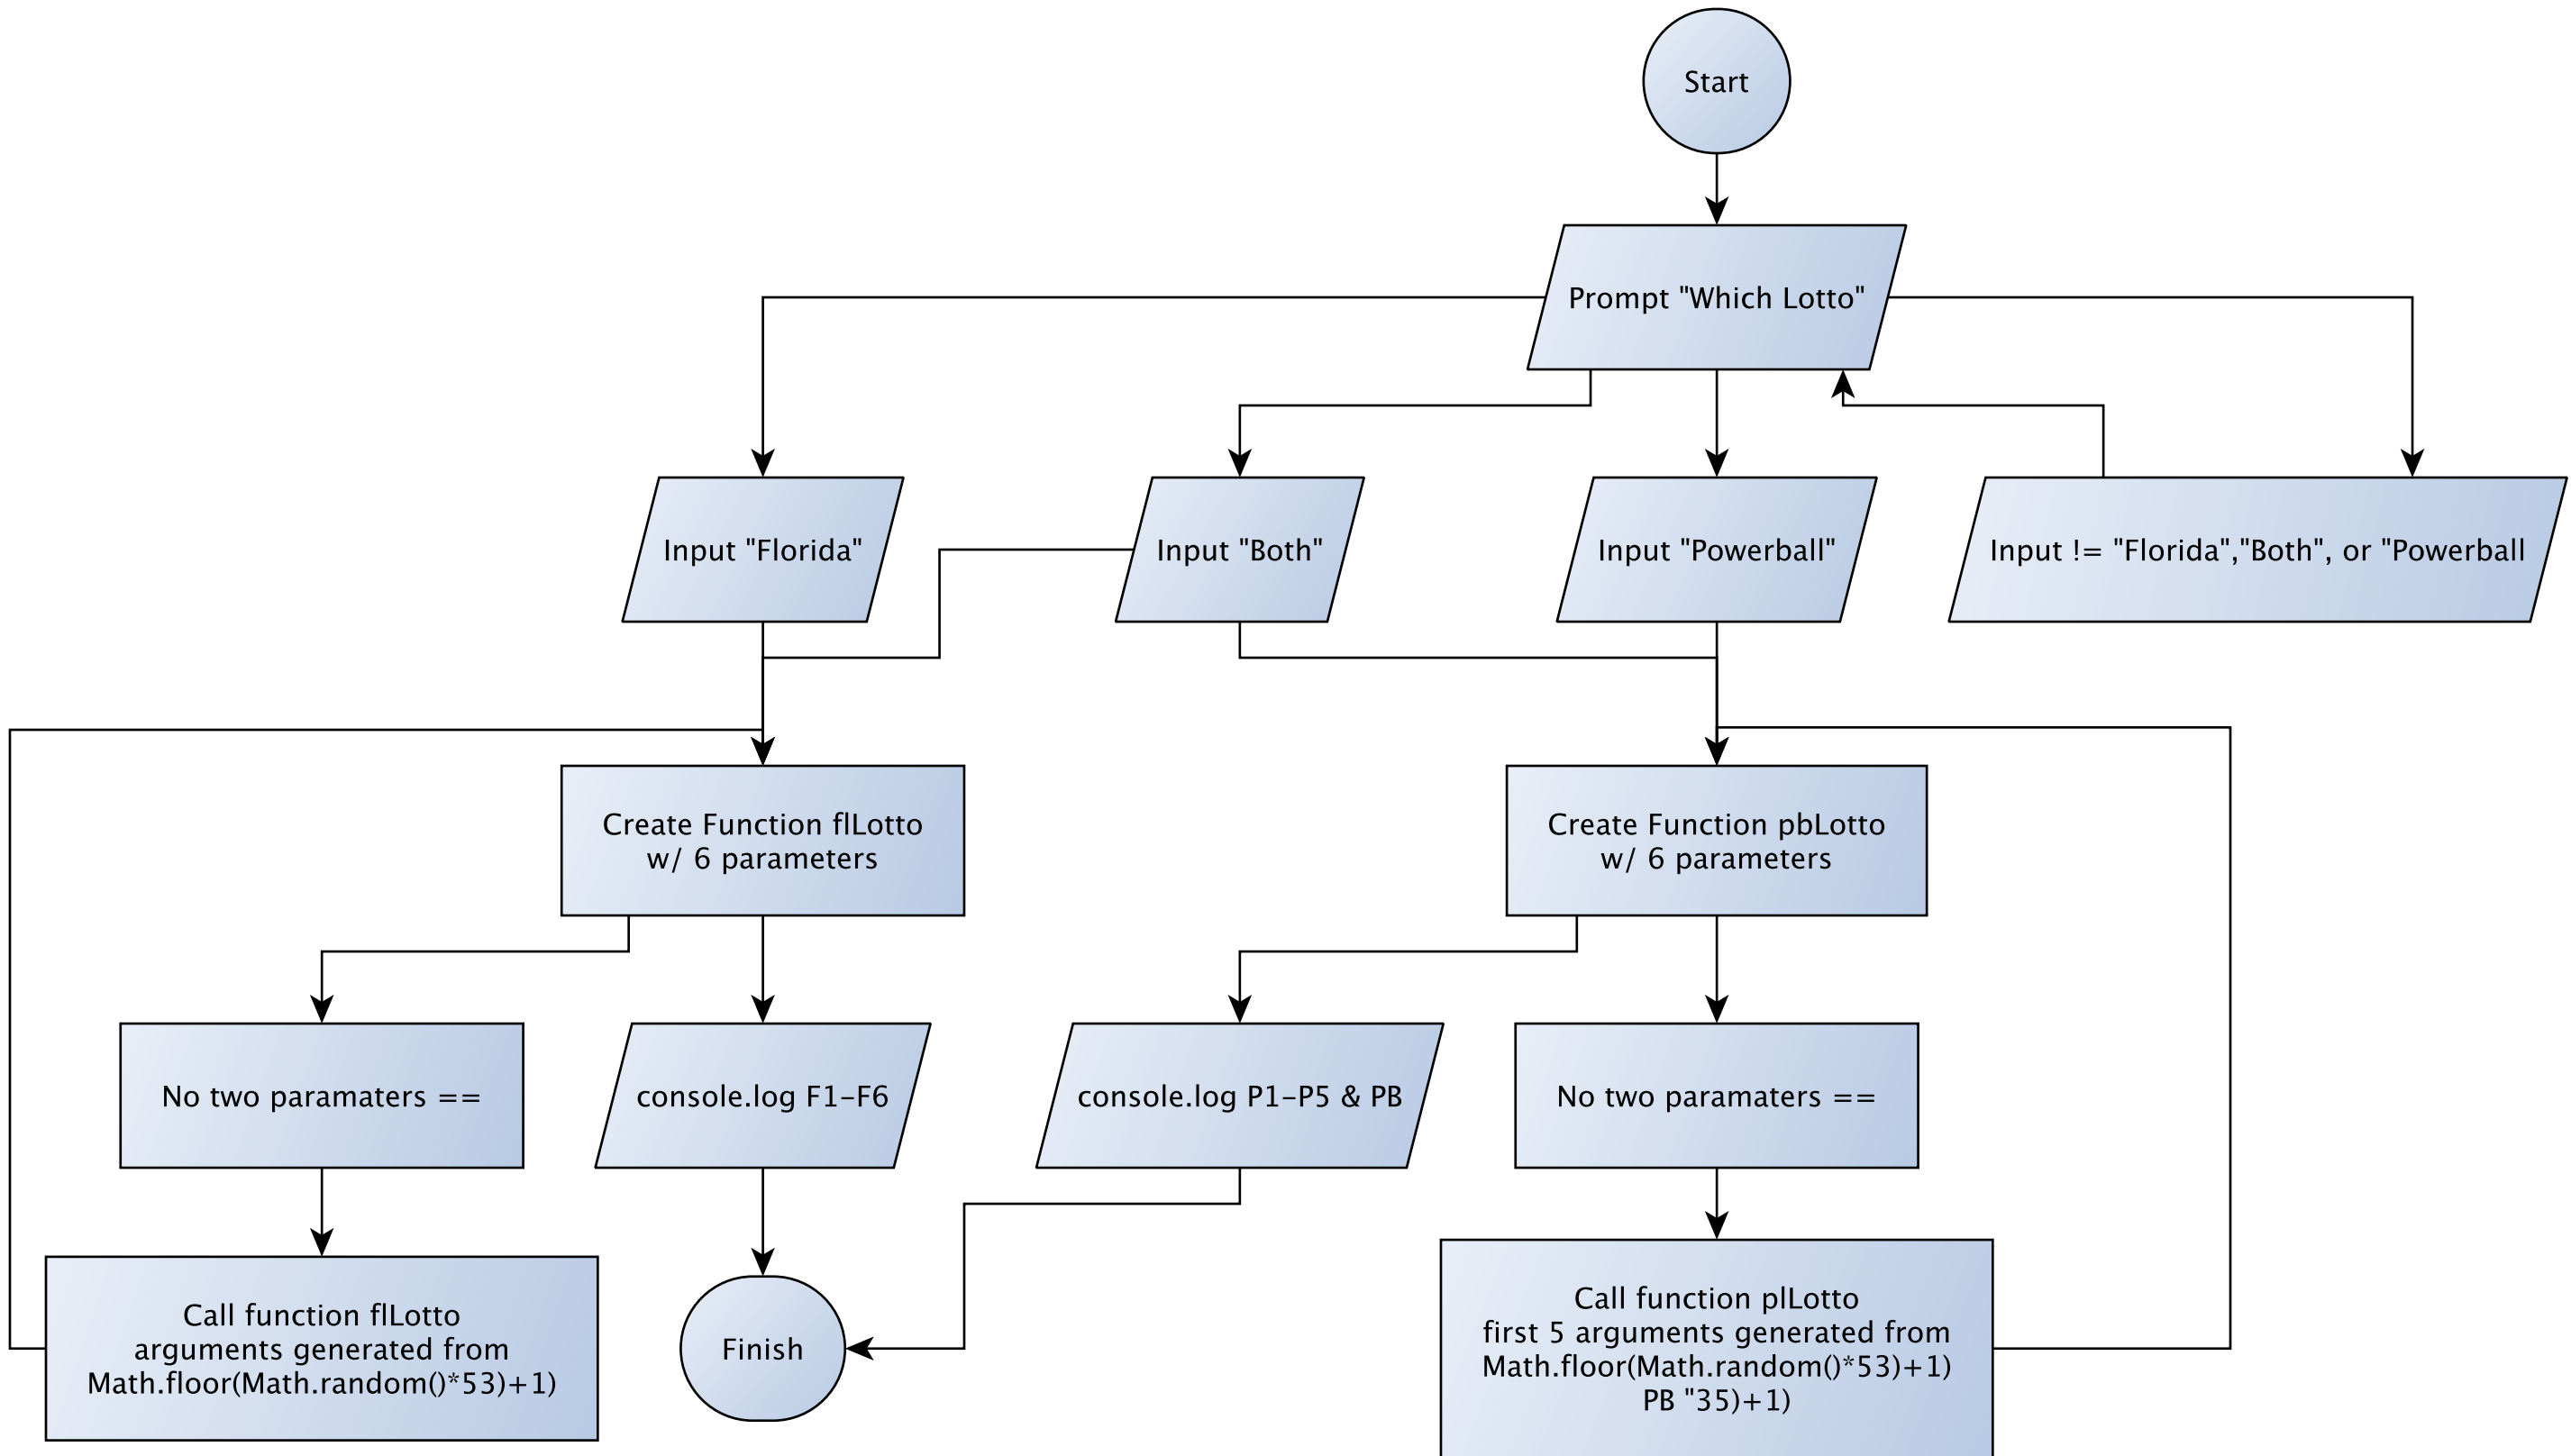 Start
Prompt "Which Lotto"
Input "Florida"
Input "Both"
Input "Powerball"
Input != "Florida","Both", or "Powerball
Create Function flLotto
w/ 6 parameters
Create Function pbLotto
w/ 6 parameters
No two paramaters ==
console.log F1-F6
console.log P1-P5 & PB
No two paramaters ==
Call function flLotto
arguments generated from
Math.floor(Math.random()*53)+1)
Finish
Call function plLotto
first 5 arguments generated from
Math.floor(Math.random()*53)+1)
PB "35)+1)